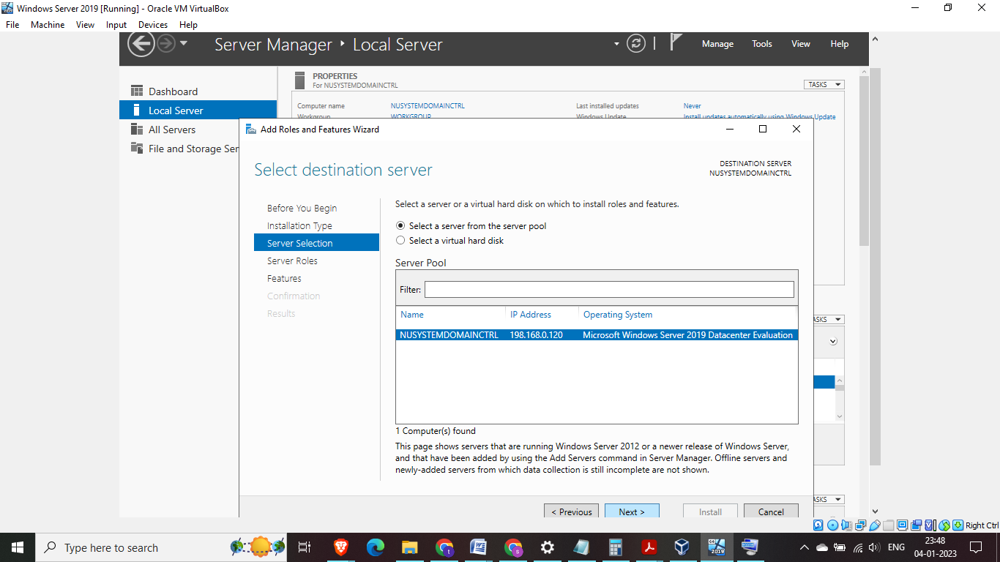 Windows Server 2019 [Running] - Oracle VM VirtualBox
File Machine View Input Devices Help
Server Manager Local Server
Manage Tools View Help
Dashboard
Local Server
All Servers
File and Storage Ser
PROPERTIES
For NUSYSTEMDOMAINCTRL
TASKS
Computer name NUSYSTEMDOMAINCTRL Last installed updates Never
Workgroup WORKGROUP Windows Update Install updates automatically using Windows Update
Add Roles and Features Wizard
Select destination server
DESTINATION SERVER
NUSYSTEMDOMAINCTRL
Before You Begin
Installation Type
Server Selection
Server Roles
Features
Confirmation
Results
Select a server or a virtual hard disk on which to install roles and features.
Select a server from the server pool
Select a virtual hard disk
Server Pool
Filter:
Name IP Address Operating System
NUSYSTEMDOMAINCTRL 198.168.0.120 Microsoft Windows Server 2019 Datacenter Evaluation
1 Computer(s) found
This page shows servers that are running Windows Server 2012 or a newer release of Windows Server,
and that have been added by using the Add Servers command in Server Manager. Offline servers and
newly-added servers from which data collection is still incomplete are not shown.
< Previous Next > Install Cancel
ASKS
ASKS
Right Ctrl
Type here to search
2019
ENG
23:48
04-01-2023